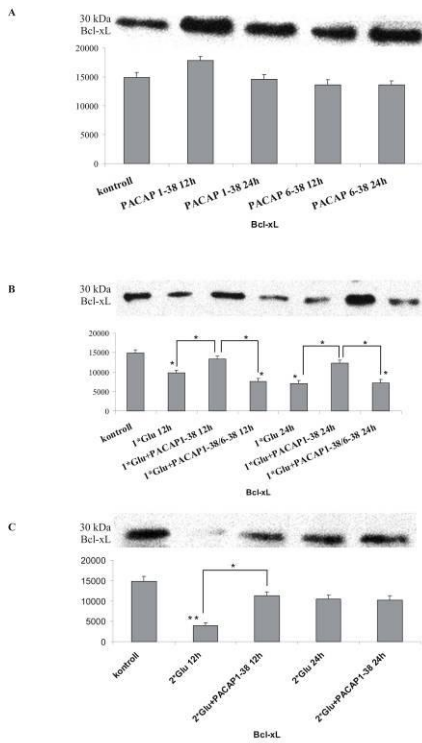 A
30 kDa
Bcl-xL
20000
15000
10000
5000
0
kontroll
PACAP 1-38 12h
PACAP 1-38 24h
PACAP 6-38 12h
PACAP 6-38 24h
Bcl-xL
B
30 kDa
Bcl-xL
20000
15000
10000
5000
0
*
*
*
*
*
*
*
*
kontroll
1*Glu 12h
1*Glu+PACAP1-38 12h
1*Glu+PACAP1-38/6-38 12h
1*Glu 24h
1*Glu+PACAP1-38 24h
1*Glu+PACAP1-38/6-38 24h
Bcl-xL
C
30 kDa
Bcl-xL
20000
15000
10000
5000
0
*
**
kontroll
2*Glu 12h
2*Glu+PACAP1-38 12h
2*Glu 24h
2*Glu+PACAP1-38 24h
Bcl-xL